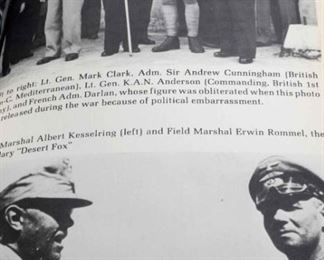 to right: Lt. Gen. Mark Clark, Adm. Sir Andrew Cunningham [British
-C. Mediterranean], Lt. Gen. K.A.N. Anderson [Commanding, British 1st
, and French Adm. Darlan, whose figure was obliterated when this photo
released during the war because of political embarrassment.
Marshal Albert Kesselring (left) and Field Marshal Erwin Rommel, the
dary "Desert Fox"